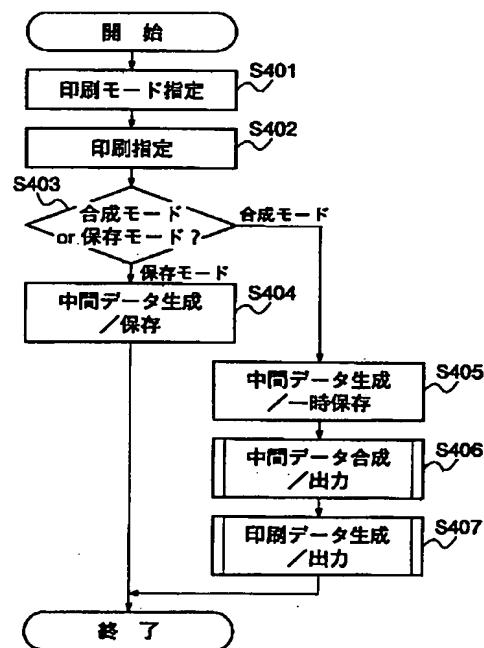 開 始
S401
印刷モード指定
S402
印刷指定
S403
合成モード
or 保存モード？
合成モード
保存モード
S404
中間データ生成
／保存
S405
中間データ生成
／一時保存
S406
中間データ合成
／出力
S407
印刷データ生成
／出力
終 了